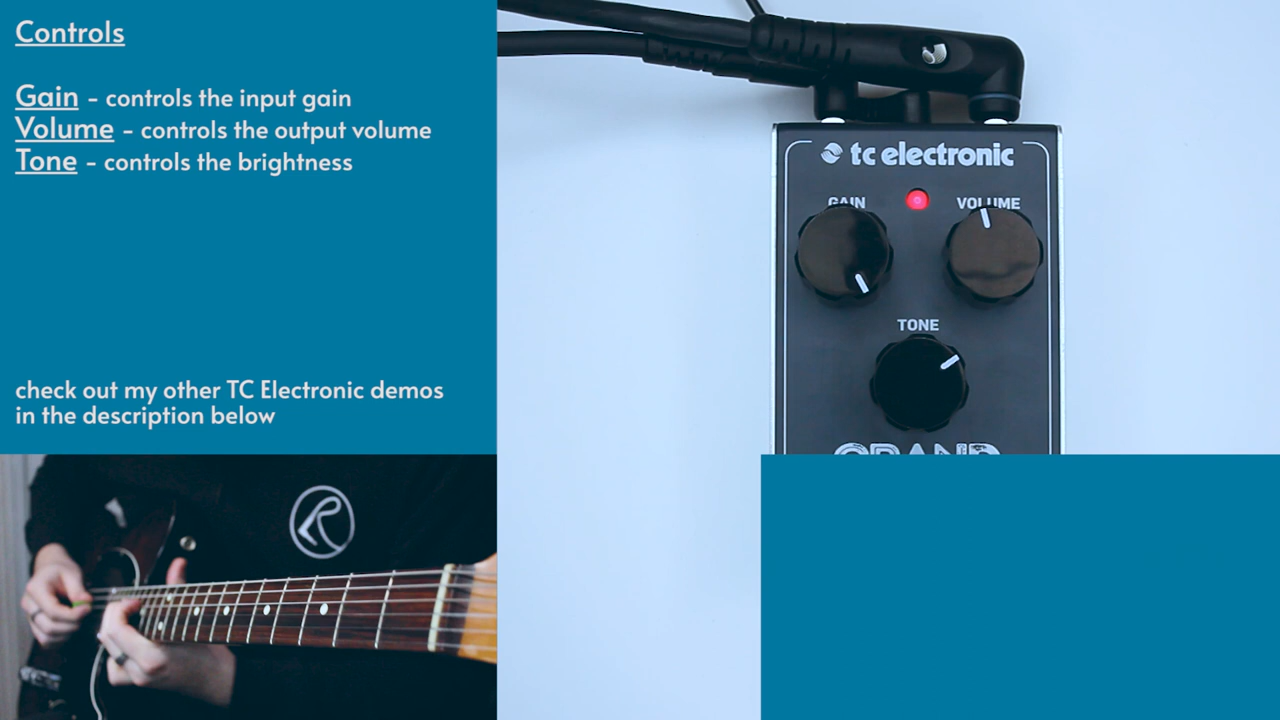 Controls
Gain - controls the input gain
Volume - controls the output volume
Tone - controls the brightness
check out my other TC Electronic demos
in the description below
tc electronic
GAIN
VOLUME
TONE
GRAND
R